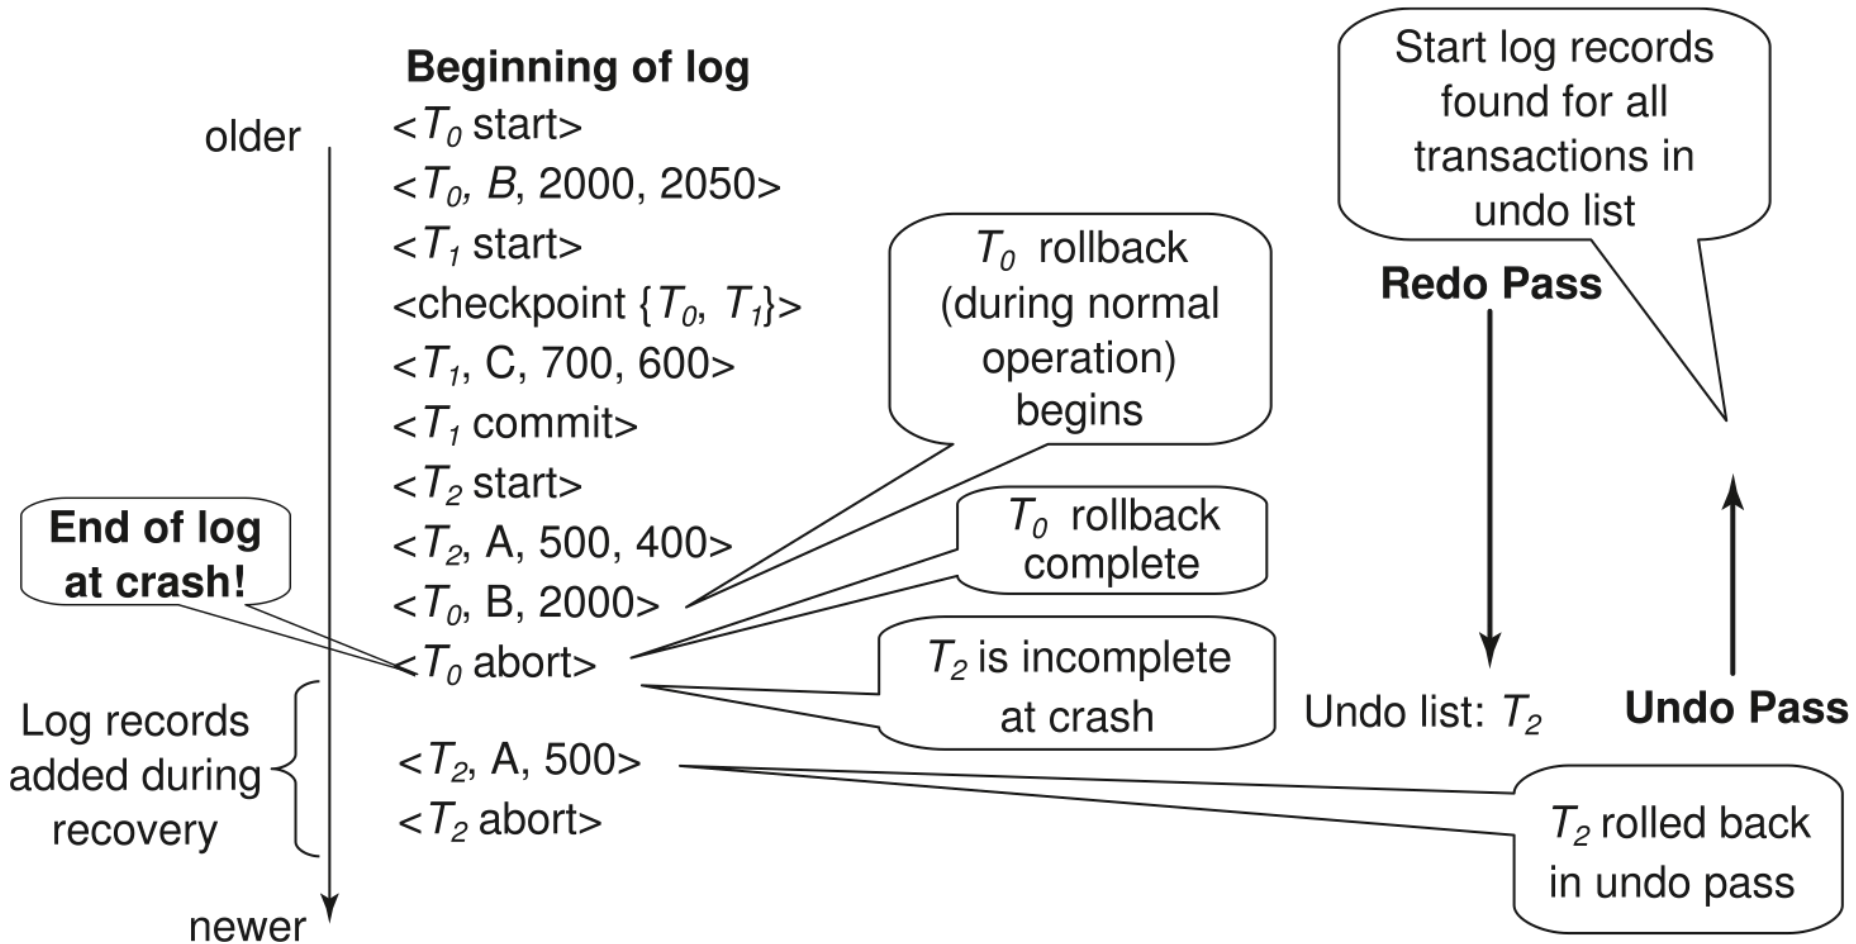 Beginning of log
older
<T0 start>
<T0, B, 2000, 2050>
<T1 start>
<checkpoint {T0, T1}>
<T1, C, 700, 600>
<T1 commit>
<T2 start>
<T2, A, 500, 400>
<T0, B, 2000>
<T0 abort>
<T2, A, 500>
<T2 abort>
newer
End of log
at crash!
Log records
added during
recovery
T0 rollback
(during normal
operation)
begins
T0 rollback
complete
T2 is incomplete
at crash
Start log records
found for all
transactions in
undo list
Redo Pass
Undo list: T2
Undo Pass
T2 rolled back
in undo pass